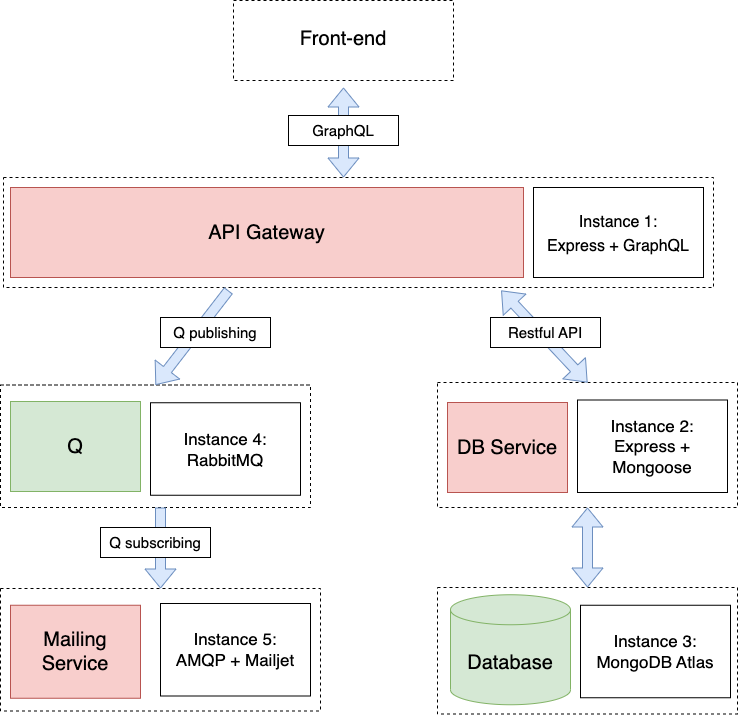 Front-end
GraphQL
API Gateway
Instance 1:
Express + GraphQL
Q publishing
Restful API
Q
Instance 4:
RabbitMQ
DB Service
Instance 2:
Express +
Mongoose
Q subscribing
Mailing
Service
Instance 5:
AMQP + Mailjet
Database
Instance 3:
MongoDB Atlas